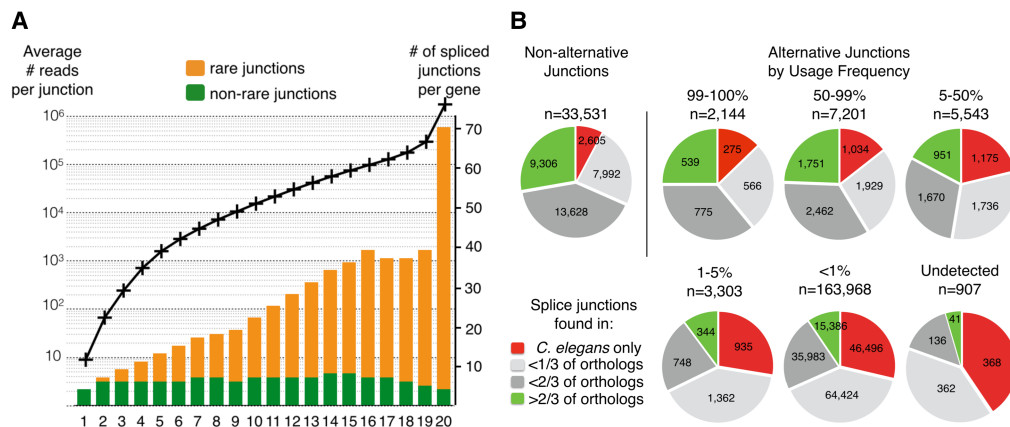 A
Average
# reads
per junction
rare junctions
non-rare junctions
# of spliced
junctions
per gene
10⁶
10⁵
10⁴
10³
10²
10
70
60
50
40
30
20
10
1 2 3 4 5 6 7 8 9 10 11 12 13 14 15 16 17 18 19 20
B
Non-alternative
Junctions
Alternative Junctions
by Usage Frequency
n=33,531
2,605
7,992
13,628
9,306
99-100%
n=2,144
275
566
775
539
50-99%
n=7,201
1,034
1,929
2,462
1,751
5-50%
n=5,543
1,175
1,736
1,670
951
1-5%
n=3,303
935
1,362
748
344
<1%
n=163,968
46,496
64,424
35,983
15,386
Undetected
n=907
368
362
136
41
Splice junctions
found in:
C. elegans only
<1/3 of orthologs
<2/3 of orthologs
>2/3 of orthologs